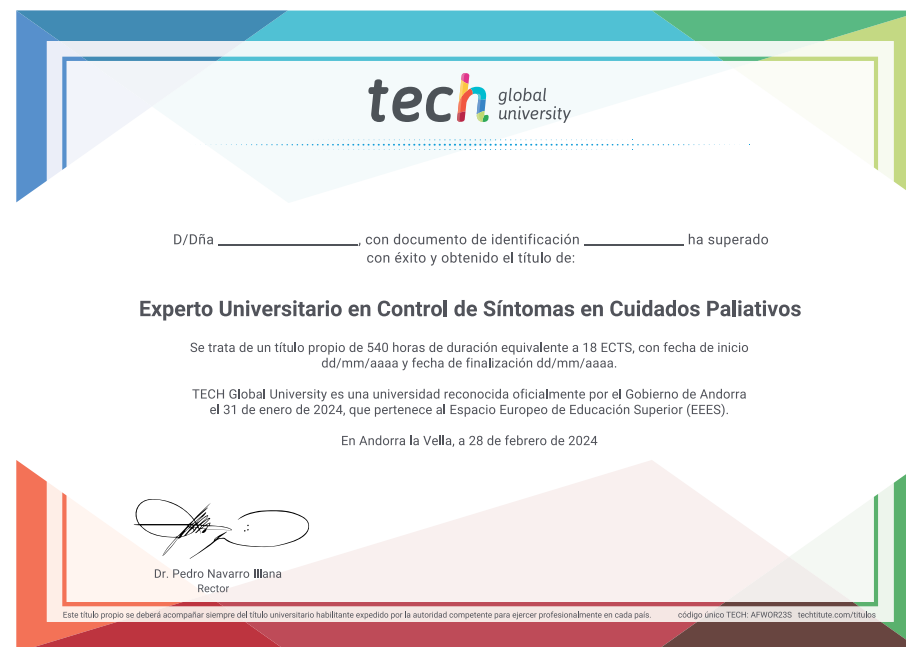 tech global university
D/Dña ____________, con documento de identificación ____________ ha superado
con éxito y obtenido el título de:
Experto Universitario en Control de Síntomas en Cuidados Paliativos
Se trata de un título propio de 540 horas de duración equivalente a 18 ECTS, con fecha de inicio
dd/mm/aaaa y fecha de finalización dd/mm/aaaa.
TECH Global University es una universidad reconocida oficialmente por el Gobierno de Andorra
el 31 de enero de 2024, que pertenece al Espacio Europeo de Educación Superior (EEES).
En Andorra la Vella, a 28 de febrero de 2024
Dr. Pedro Navarro Illana
Rector
Este título propio se deberá acompañar siempre del título universitario habilitante expedido por la autoridad competente para ejercer profesionalmente en cada país. código único TECH: AFWOR23S techtitute.com/titulos